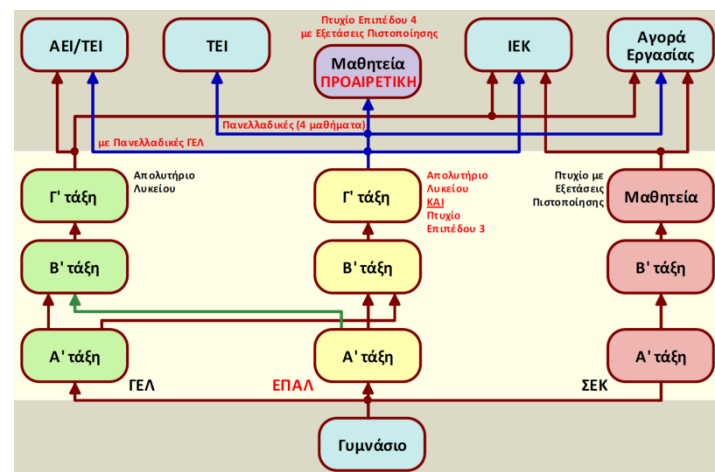 Πτυχίο Επιπέδου 4
με Εξετάσεις Πιστοποίησης
ΑΕΙ/ΤΕΙ
ΤΕΙ
Μαθητεία
ΠΡΟΑΙΡΕΤΙΚΗ
ΙΕΚ
Αγορά
Εργασίας
Πανελλαδικές (4 μαθήματα)
με Πανελλαδικές ΓΕΛ
Γ' τάξη
Απολυτήριο
Λυκείου
Γ' τάξη
Απολυτήριο
Λυκείου
ΚΑΙ
Πτυχίο
Επιπέδου 3
Πτυχίο με
Εξετάσεις
Πιστοποίησης
Μαθητεία
Β' τάξη
Β' τάξη
Β' τάξη
Α' τάξη
Α' τάξη
Α' τάξη
ΓΕΛ
ΕΠΑΛ
ΣΕΚ
Γυμνάσιο